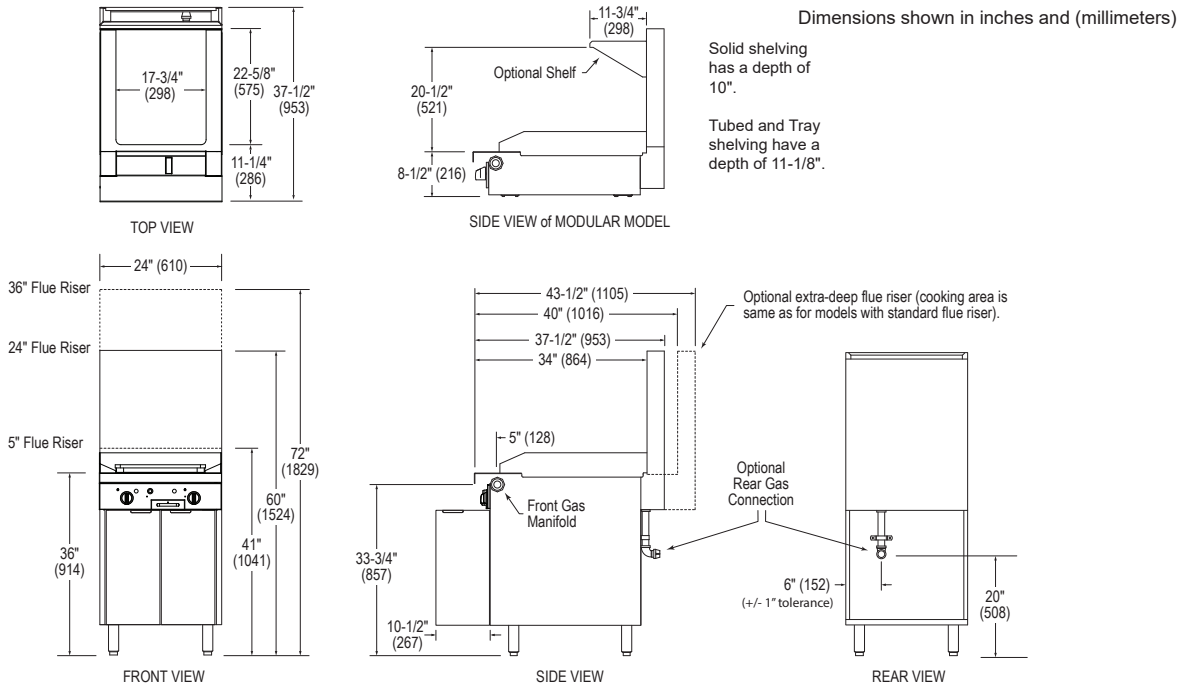 Dimensions shown in inches and (millimeters)
11-3/4"
(298)
Solid shelving
has a depth of
10".
Tubed and Tray
shelving have a
depth of 11-1/8".
Optional Shelf
20-1/2"
(521)
8-1/2" (216)
SIDE VIEW of MODULAR MODEL
17-3/4"
(298)
22-5/8"
(575)
37-1/2"
(953)
11-1/4"
(286)
TOP VIEW
24" (610)
36" Flue Riser
24" Flue Riser
5" Flue Riser
72"
(1829)
60"
(1524)
41"
(1041)
36"
(914)
FRONT VIEW
43-1/2" (1105)
40" (1016)
37-1/2" (953)
34" (864)
Optional extra-deep flue riser (cooking area is
same as for models with standard flue riser).
5" (128)
Front Gas
Manifold
Optional
Rear Gas
Connection
33-3/4"
(857)
10-1/2"
(267)
SIDE VIEW
6" (152)
(+/- 1" tolerance)
20"
(508)
REAR VIEW